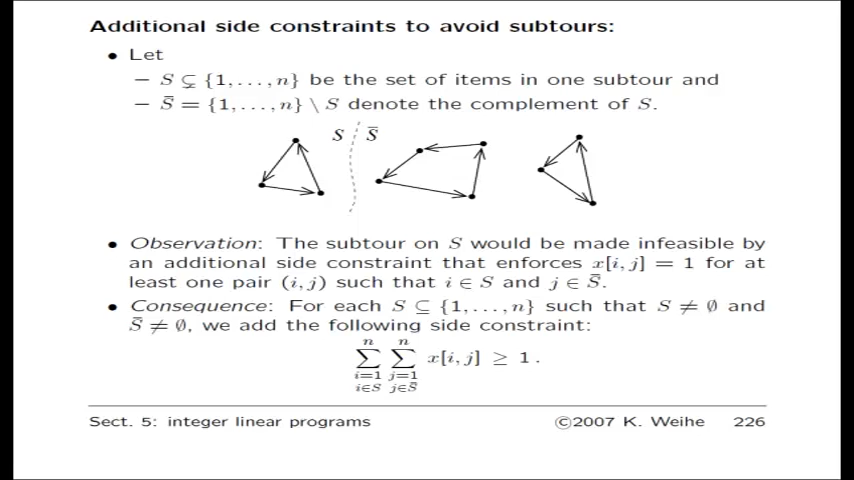 Additional side constraints to avoid subtours:
• Let
– S ⊊ {1,...,n} be the set of items in one subtour and
– S̄ = {1,...,n} \ S denote the complement of S.
S S̄
• Observation: The subtour on S would be made infeasible by
an additional side constraint that enforces x[i,j] = 1 for at
least one pair (i,j) such that i ∈ S and j ∈ S̄.
• Consequence: For each S ⊆ {1,...,n} such that S ≠ ∅ and
S̄ ≠ ∅, we add the following side constraint:
n n
∑ ∑ x[i,j] ≥ 1.
i=1 j=1
i∈S j∈S̄
Sect. 5: integer linear programs ©2007 K. Weihe 226